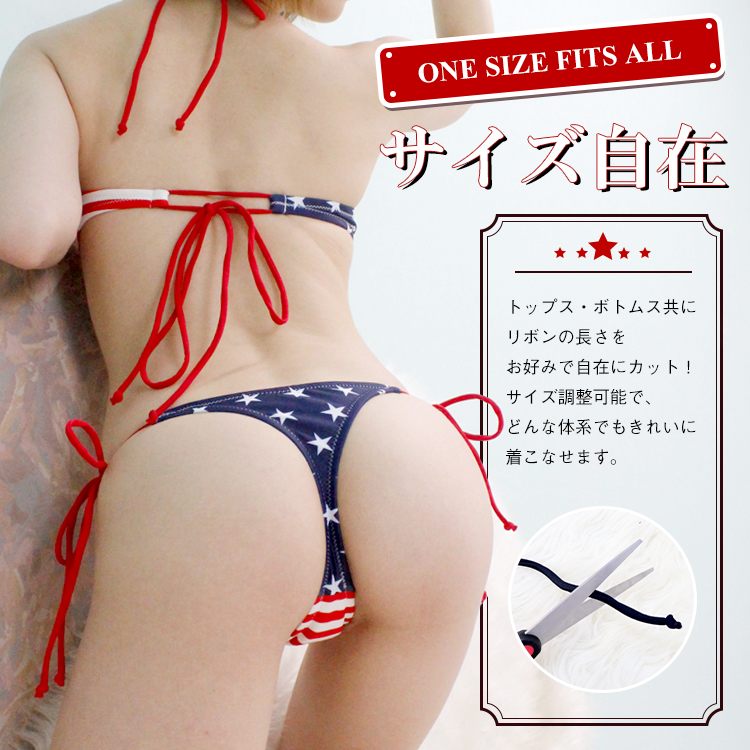 ONE SIZE FITS ALL
サイズ自在
トップス・ボトムス共に
リボンの長さを
お好みで自在にカット！
サイズ調整可能で、
どんな体系でもきれいに
着こなせます。